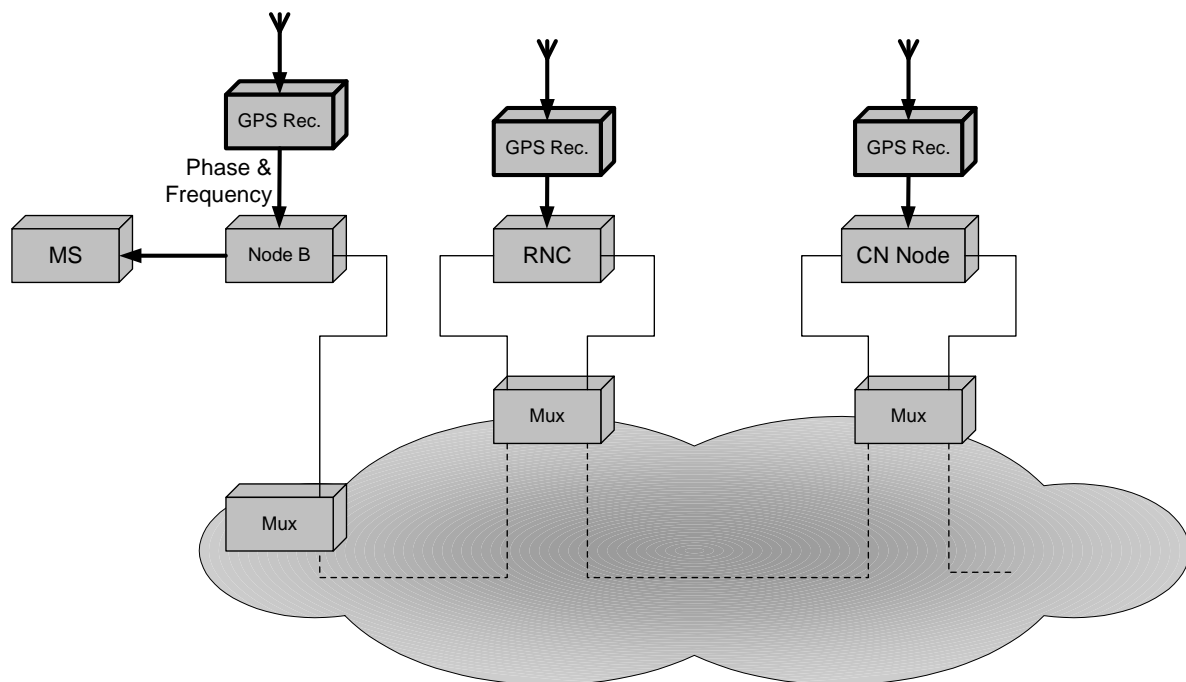 GPS Rec.
GPS Rec.
GPS Rec.
Phase &
Frequency
MS
Node B
RNC
CN Node
Mux
Mux
Mux